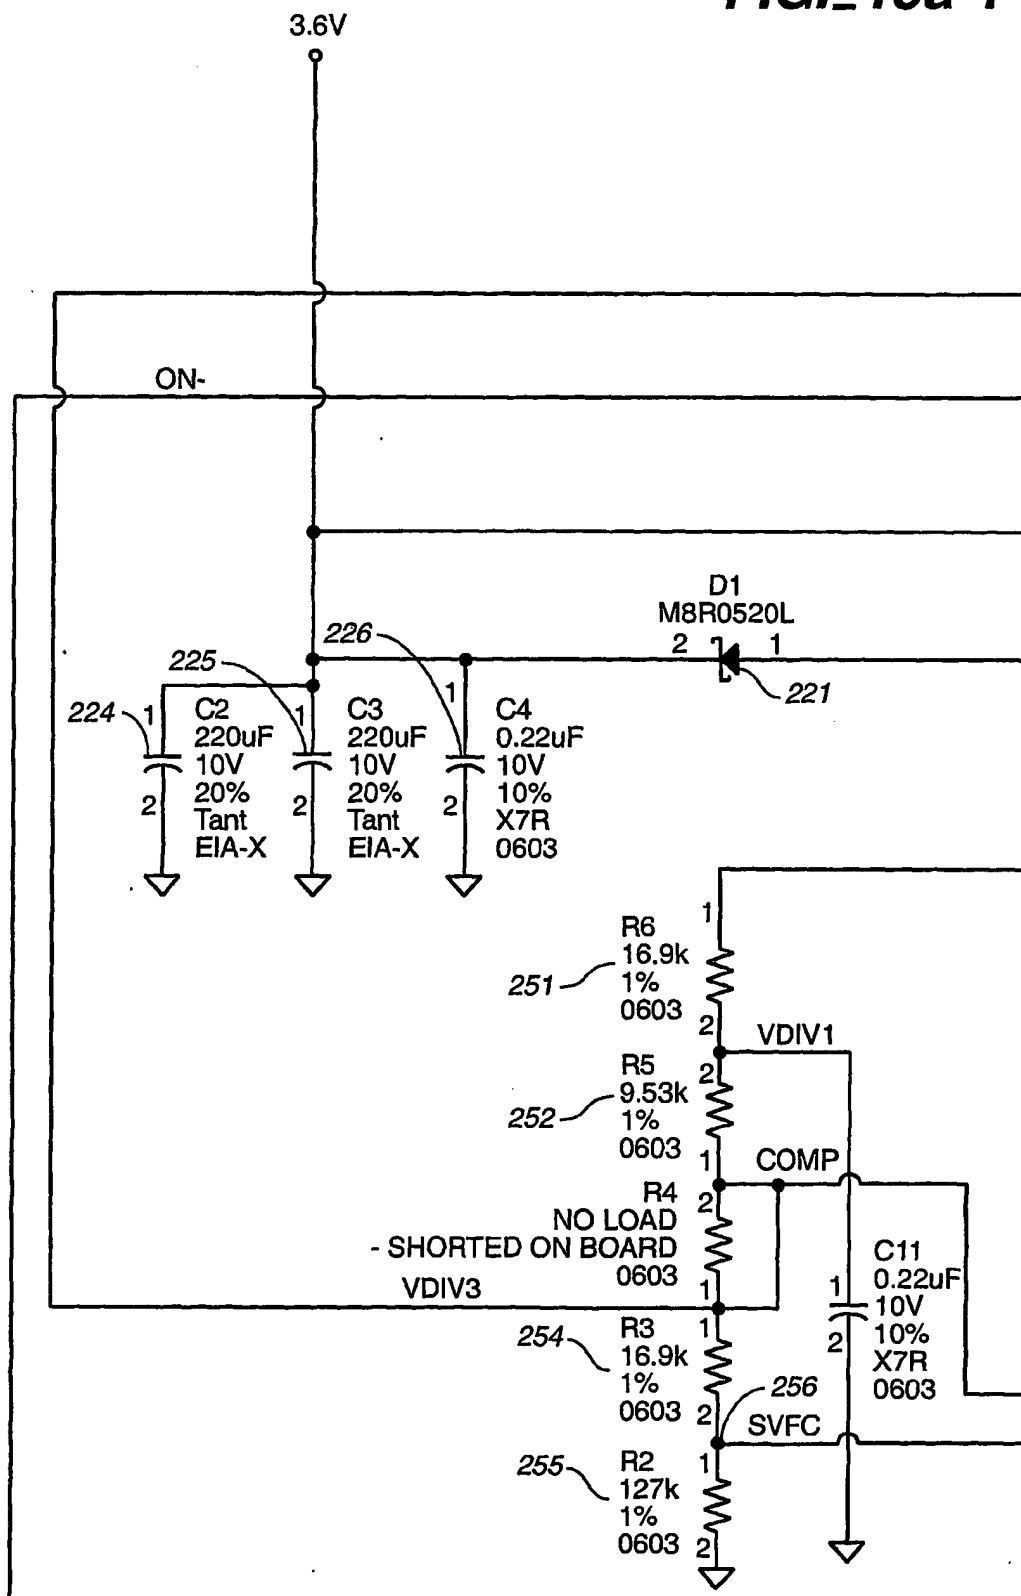 3.6V
ON-
D1
M8R0520L
2
1
221
226
225
224
1
C2
220uF
10V
20%
2
Tant
EIA-X
1
C3
220uF
10V
20%
2
Tant
EIA-X
1
C4
0.22uF
10V
10%
2
X7R
0603
1
R6
16.9k
1%
0603
251
2
VDIV1
2
R5
9.53k
1%
0603
252
1
COMP
2
R4
NO LOAD
- SHORTED ON BOARD
0603
1
VDIV3
C11
0.22uF
10V
10%
X7R
0603
1
2
1
R3
16.9k
1%
0603
254
2
256
SVFC
1
R2
127k
1%
0603
255
2